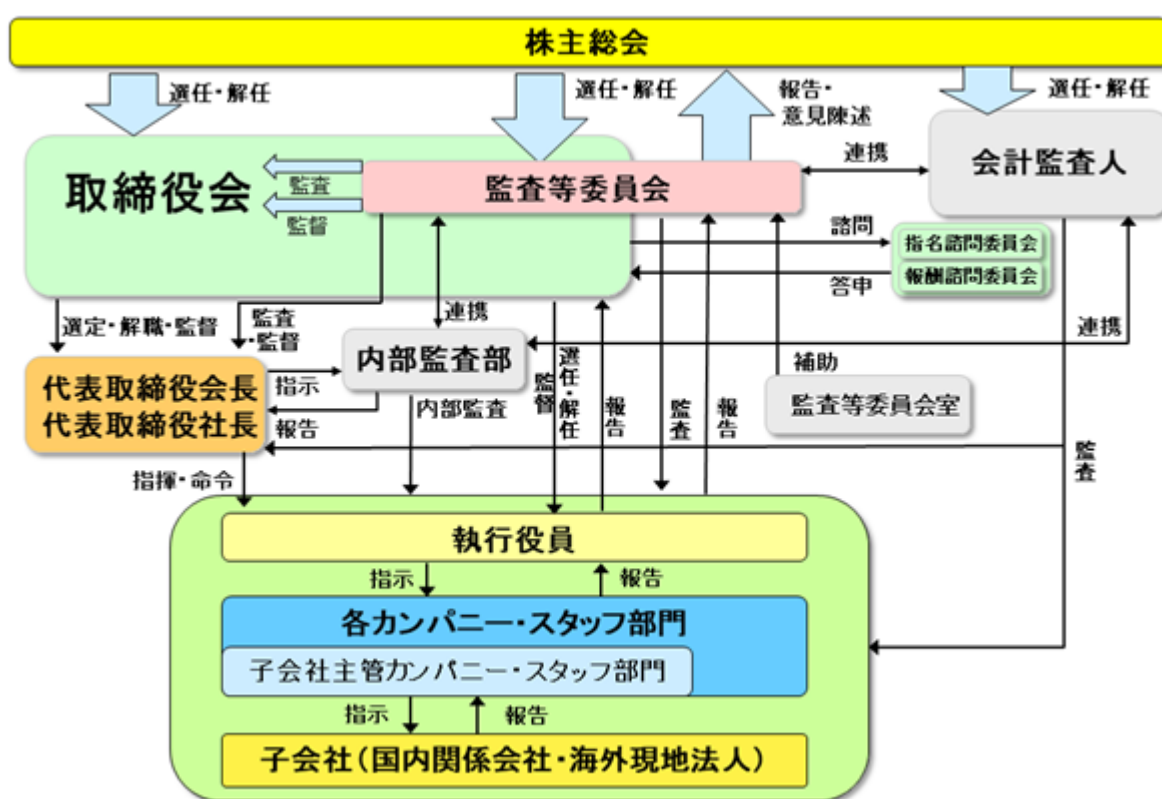 株主総会
選任・解任
選任・解任
報告・
意見陳述
選任・解任
取締役会
監査
監督
監査等委員会
連携
会計監査人
諮問
答申
指名諮問委員会
報酬諮問委員会
選定・解職・監督
監査
・監督
連携
連携
代表取締役会長
代表取締役社長
指示
報告
内部監査部
内部監査
監督
選任・解任
報告
監査
報告
補助
監査等委員会室
監査
指揮・命令
執行役員
指示
報告
各カンパニー・スタッフ部門
子会社主管カンパニー・スタッフ部門
指示
報告
子会社(国内関係会社・海外現地法人)